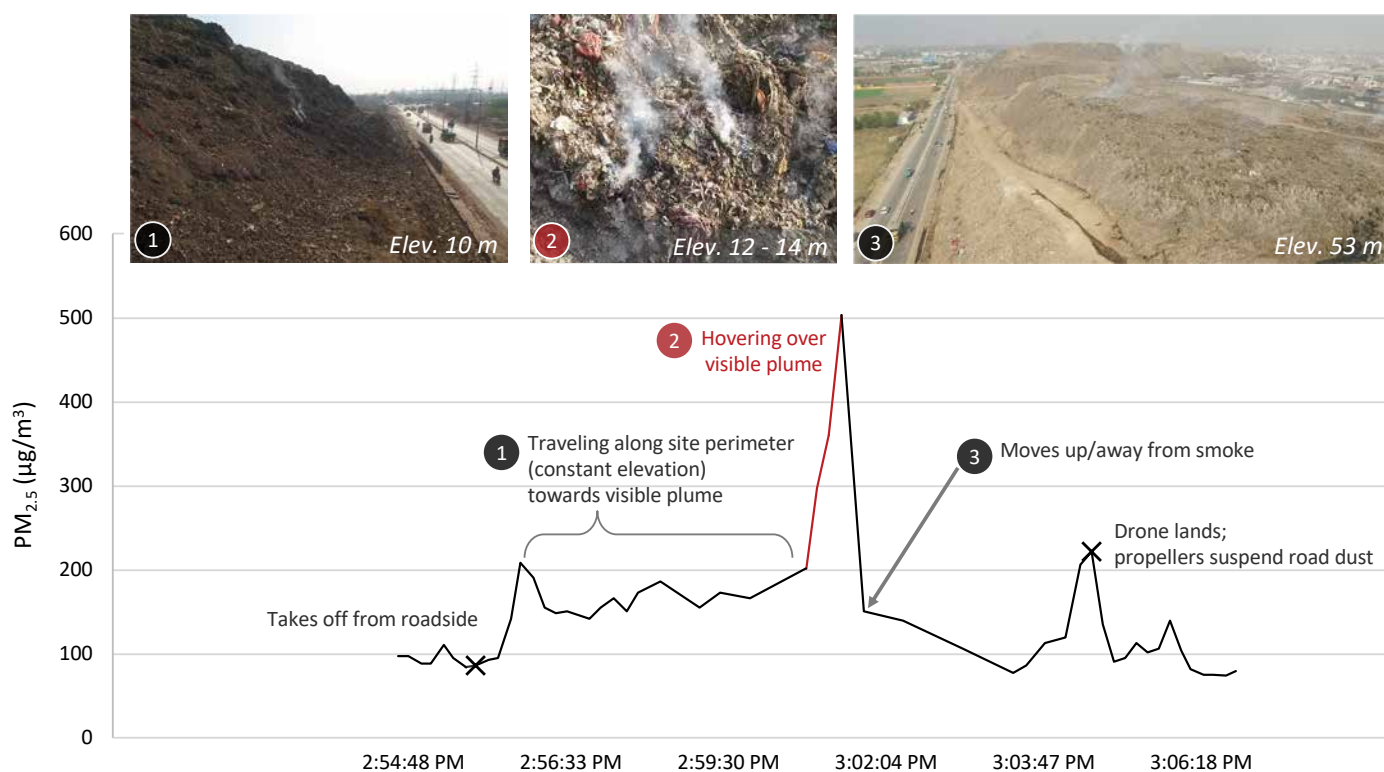 1
Elev. 10 m
2
Elev. 12 - 14 m
3
Elev. 53 m
600
500
400
300
200
100
0
PM2.5 (µg/m³)
2
Hovering over
visible plume
1
Traveling along site perimeter
(constant elevation)
towards visible plume
3
Moves up/away from smoke
Drone lands;
propellers suspend road dust
Takes off from roadside
2:54:48 PM
2:56:33 PM
2:59:30 PM
3:02:04 PM
3:03:47 PM
3:06:18 PM